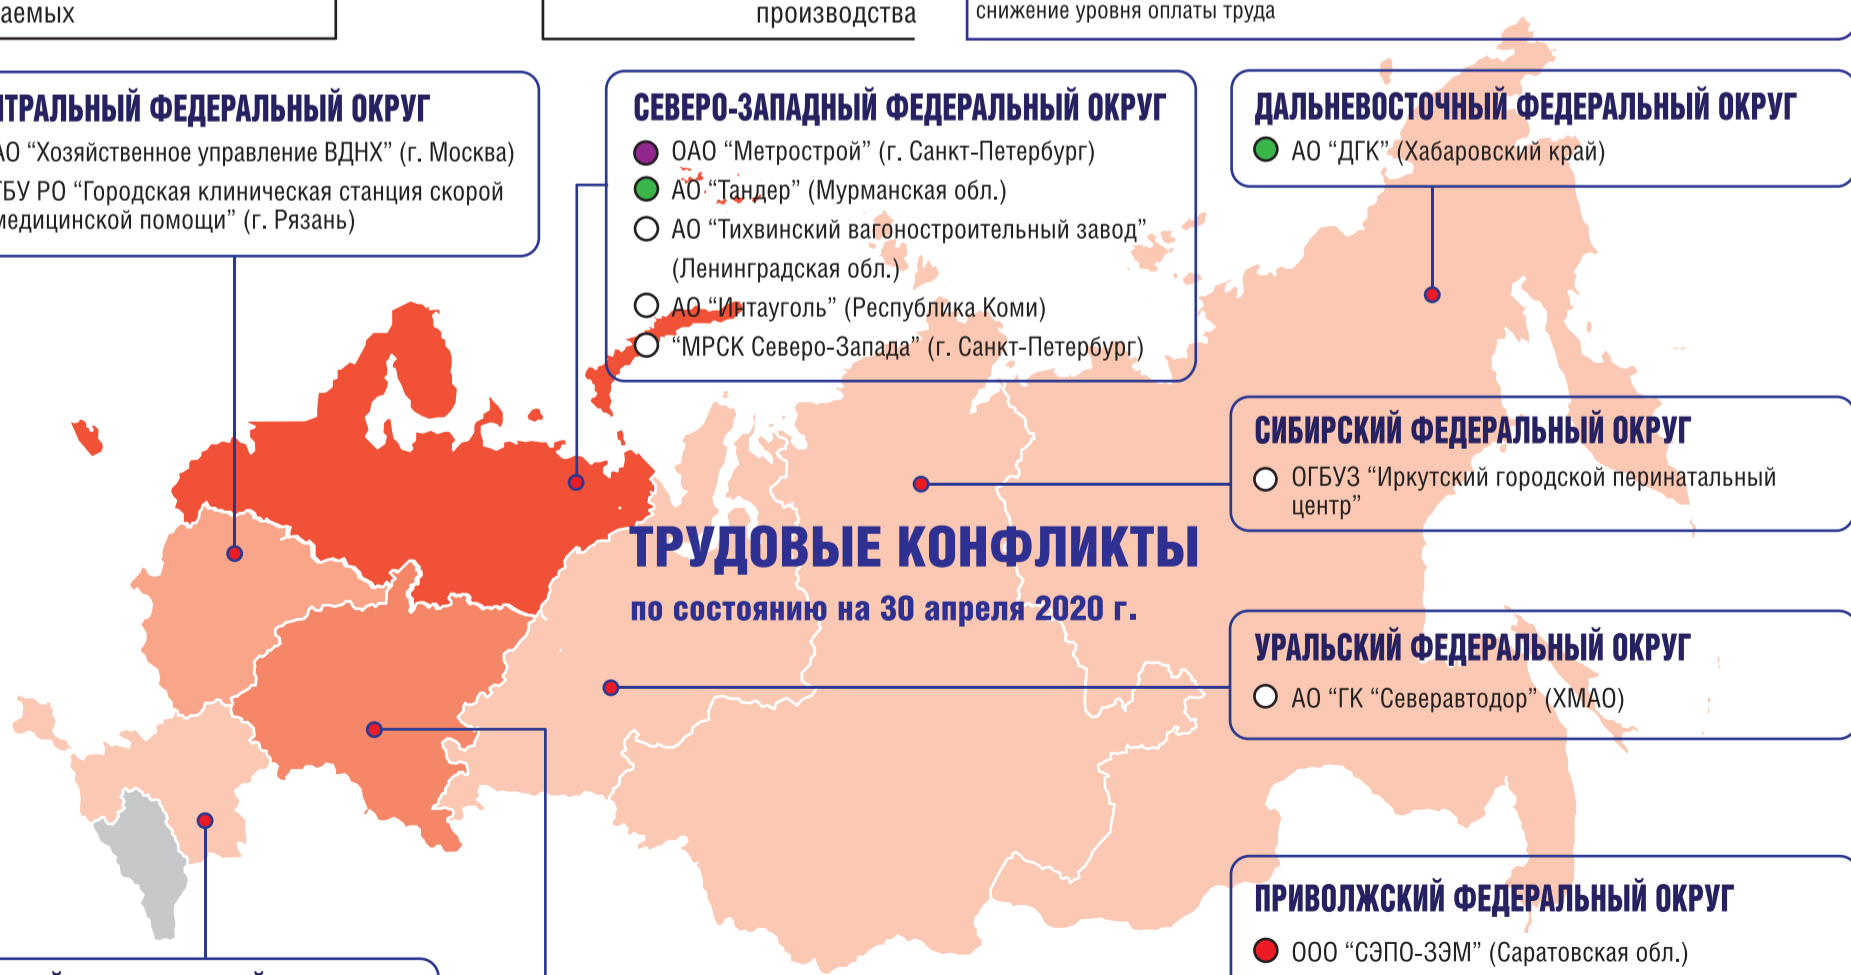 аемых
производства
снижение уровня оплаты труда
НТРАЛЬНЫЙ ФЕДЕРАЛЬНЫЙ ОКРУГ
АО “Хозяйственное управление ВДНХ” (г. Москва)
ГБУ РО “Городская клиническая станция скорой
медицинской помощи” (г. Рязань)
СЕВЕРО-ЗАПАДНЫЙ ФЕДЕРАЛЬНЫЙ ОКРУГ
ОАО “Метрострой” (г. Санкт-Петербург)
АО “Тандер” (Мурманская обл.)
АО “Тихвинский вагоностроительный завод”
(Ленинградская обл.)
АО “Интауголь” (Республика Коми)
“МРСК Северо-Запада” (г. Санкт-Петербург)
ДАЛЬНЕВОСТОЧНЫЙ ФЕДЕРАЛЬНЫЙ ОКРУГ
АО “ДГК” (Хабаровский край)
СИБИРСКИЙ ФЕДЕРАЛЬНЫЙ ОКРУГ
ОГБУЗ “Иркутский городской перинатальный
центр”
ТРУДОВЫЕ КОНФЛИКТЫ
по состоянию на 30 апреля 2020 г.
УРАЛЬСКИЙ ФЕДЕРАЛЬНЫЙ ОКРУГ
АО “ГК “Северавтодор” (ХМАО)
ПРИВОЛЖСКИЙ ФЕДЕРАЛЬНЫЙ ОКРУГ
ООО “СЭПО-ЗЭМ” (Саратовская обл.)